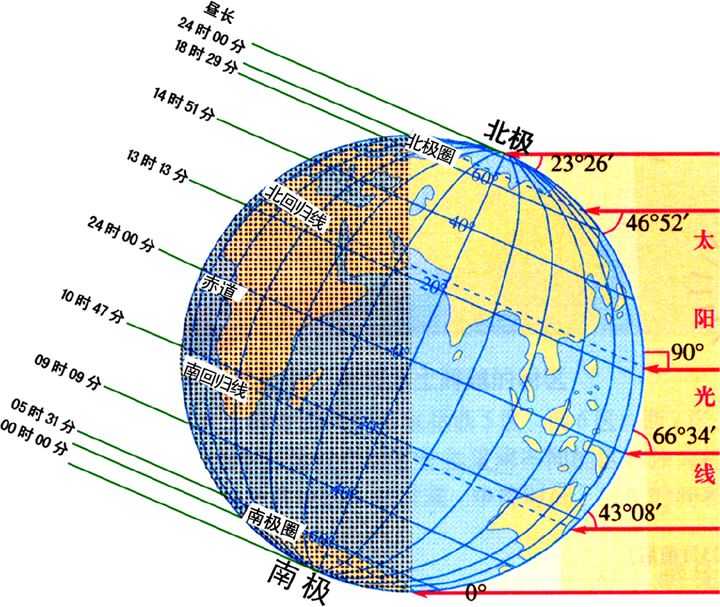 昼长
24时00分
18时29分
14时51分
13时13分
24时00分
10时47分
09时09分
05时31分
00时00分
北极
北极圈
北回归线
赤道
南回归线
南极圈
南极
60°
40°
20°
0°
20°
40°
60°
23°26′
46°52′
90°
66°34′
43°08′
0°
太
阳
光
线